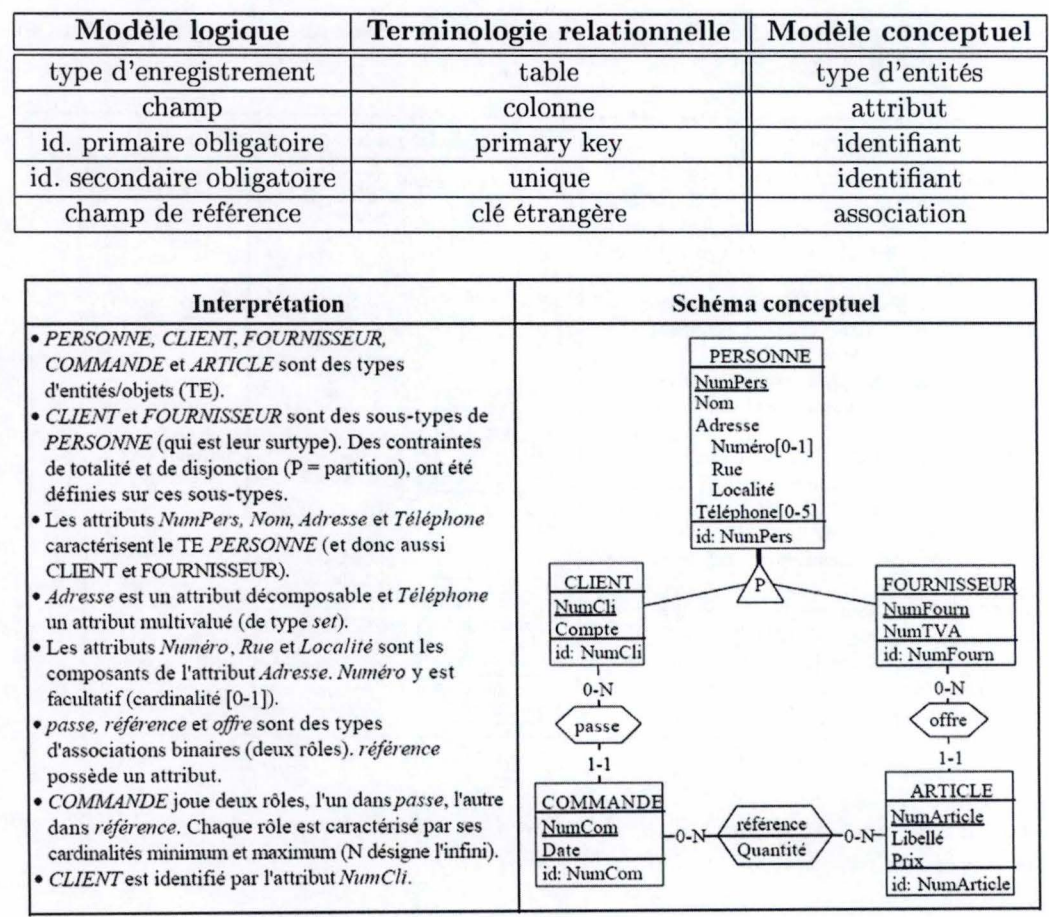 Modèle logique Terminologie relationnelle Modèle conceptuel
type d'enregistrement table type d'entités
champ colonne attribut
id. primaire obligatoire primary key identifiant
id. secondaire obligatoire unique identifiant
champ de référence clé étrangère association
Interprétation
• PERSONNE, CLIENT, FOURNISSEUR,
COMMANDE et ARTICLE sont des types
d'entités/objets (TE).
• CLIENT et FOURNISSEUR sont des sous-types de
PERSONNE (qui est leur surtype). Des contraintes
de totalité et de disjonction (P = partition), ont été
définies sur ces sous-types.
• Les attributs NumPers, Nom, Adresse et Téléphone
caractérisent le TE PERSONNE (et donc aussi
CLIENT et FOURNISSEUR).
• Adresse est un attribut décomposable et Téléphone
un attribut multivalué (de type set).
• Les attributs Numéro, Rue et Localité sont les
composants de l'attribut Adresse. Numéro y est
facultatif (cardinalité [0-1]).
• passe, référence et offre sont des types
d'associations binaires (deux rôles). référence
possède un attribut.
• COMMANDE joue deux rôles, l'un dans passe, l'autre
dans référence. Chaque rôle est caractérisé par ses
cardinalités minimum et maximum (N désigne l'infini).
• CLIENT est identifié par l'attribut NumCli.
Schéma conceptuel
PERSONNE
NumPers
Nom
Adresse
Numéro[0-1]
Rue
Localité
Téléphone[0-5]
id: NumPers
P
CLIENT
NumCli
Compte
id: NumCli
FOURNISSEUR
NumFourn
NumTVA
id: NumFourn
0-N
passe
1-1
0-N
offre
1-1
COMMANDE
NumCom
Date
id: NumCom
0-N
référence
Quantité
0-N
ARTICLE
NumArticle
Libellé
Prix
id: NumArticle